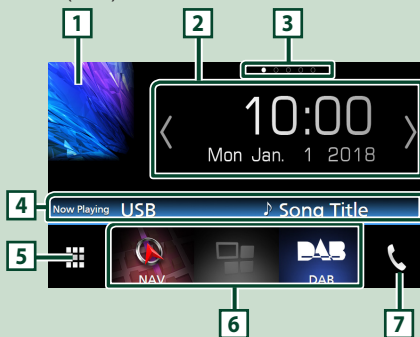 1 2 3
10:00
Mon Jan. 1 2018
4 Now Playing USB ♪ Song Title
5
DAB
NAV DAB
6 7